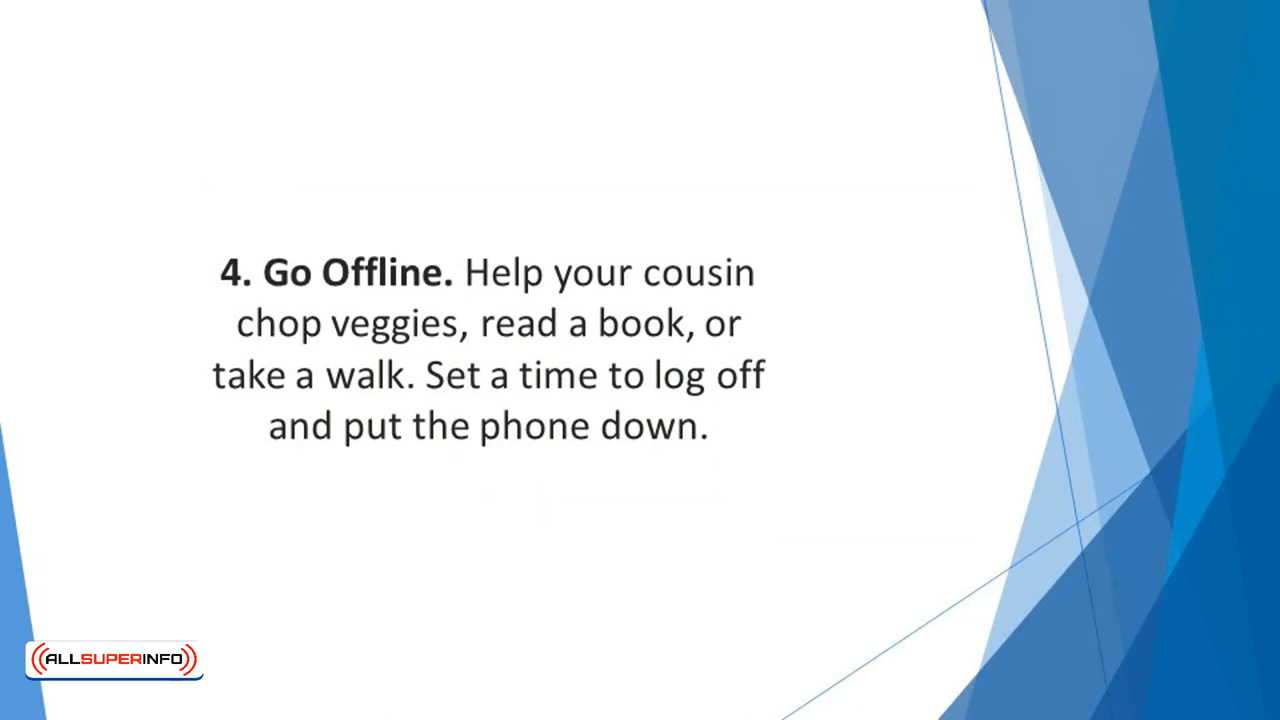 4. Go Offline. Help your cousin
chop veggies, read a book, or
take a walk. Set a time to log off
and put the phone down.
ALLSUPERINFO